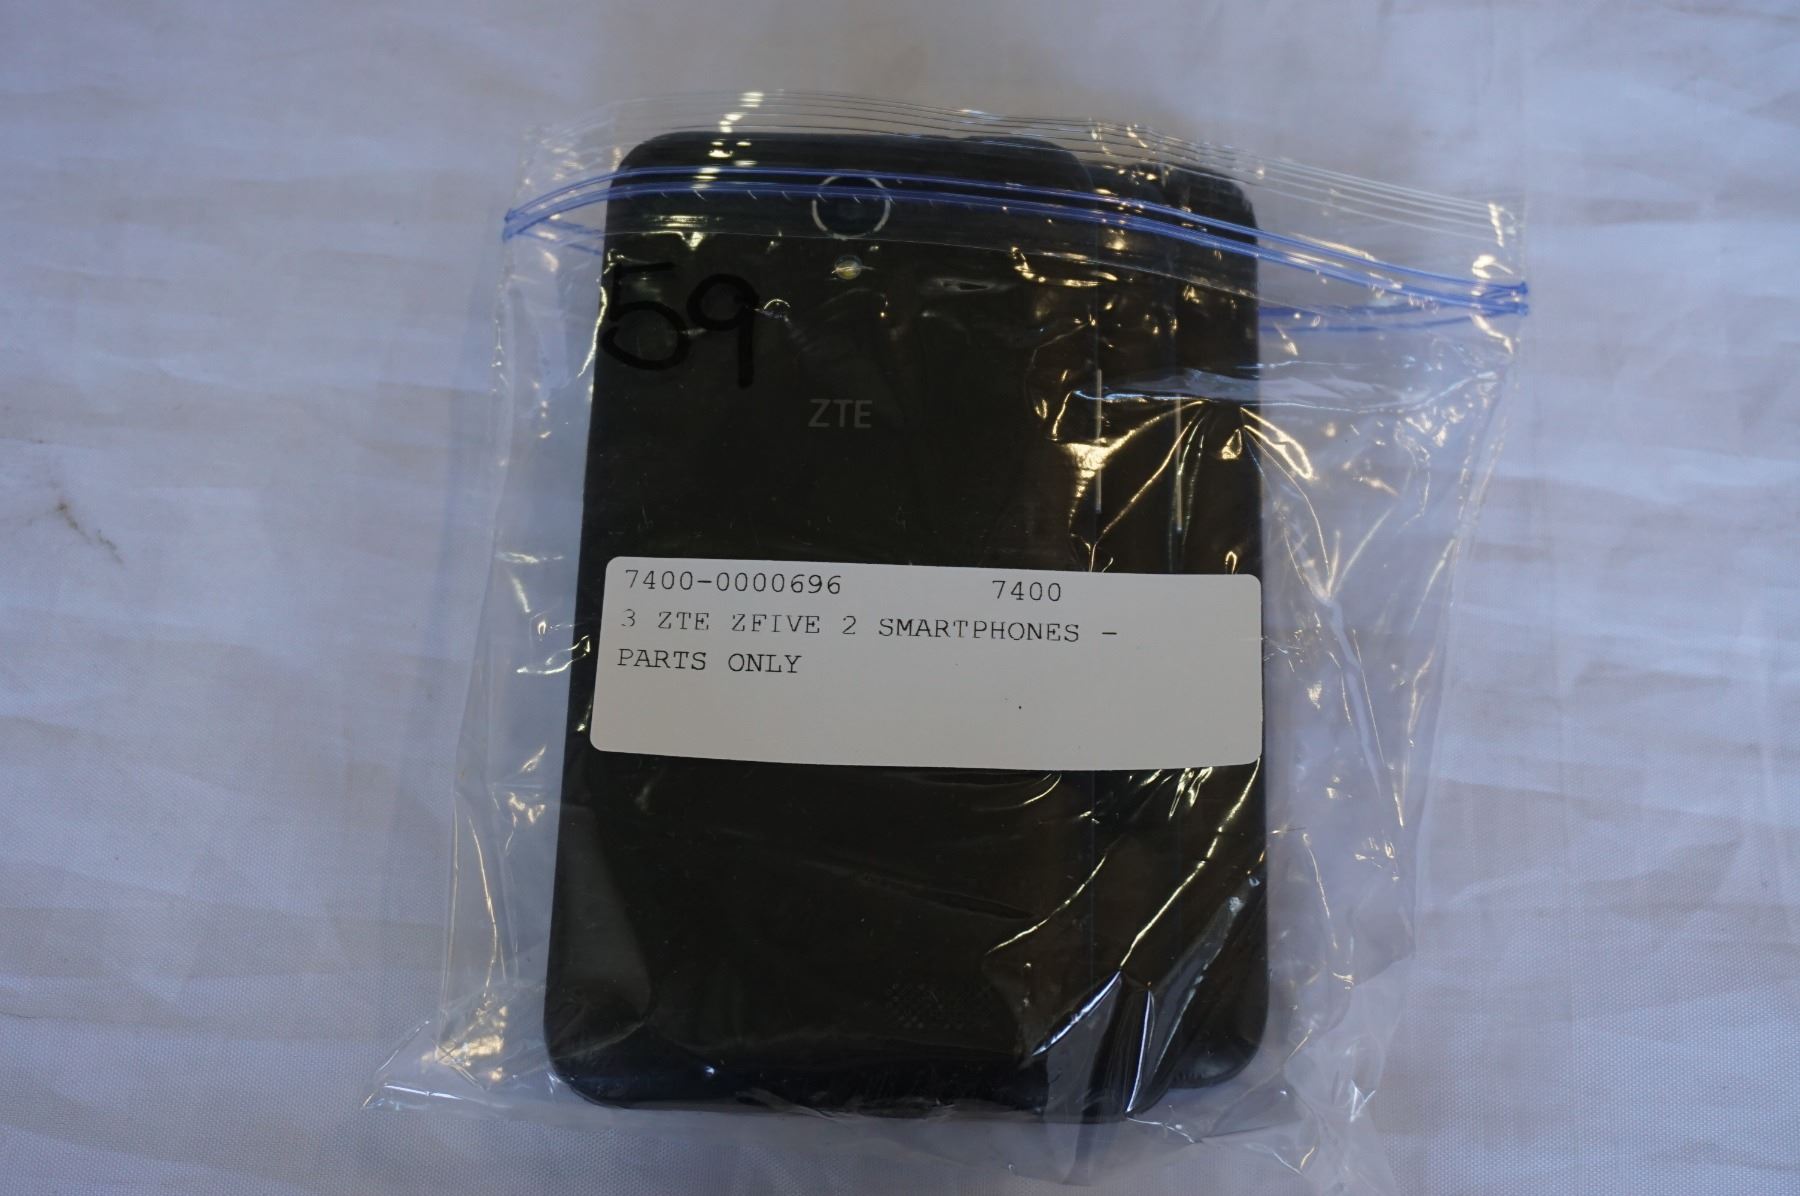 59
ZTE
7400-0000696 7400
3 ZTE ZFIVE 2 SMARTPHONES -
PARTS ONLY